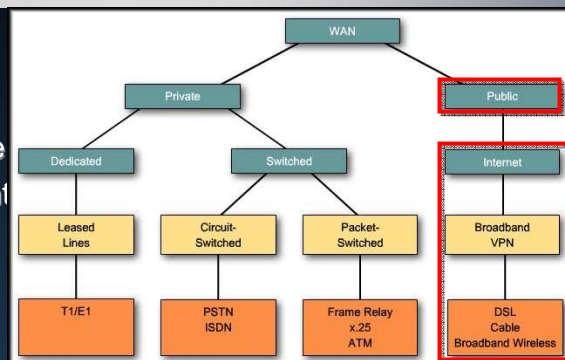 WAN
Private
Public
Dedicated
Switched
Internet
Leased
Lines
Circuit-
Switched
Packet-
Switched
Broadband
VPN
T1/E1
PSTN
ISDN
Frame Relay
x.25
ATM
DSL
Cable
Broadband Wireless